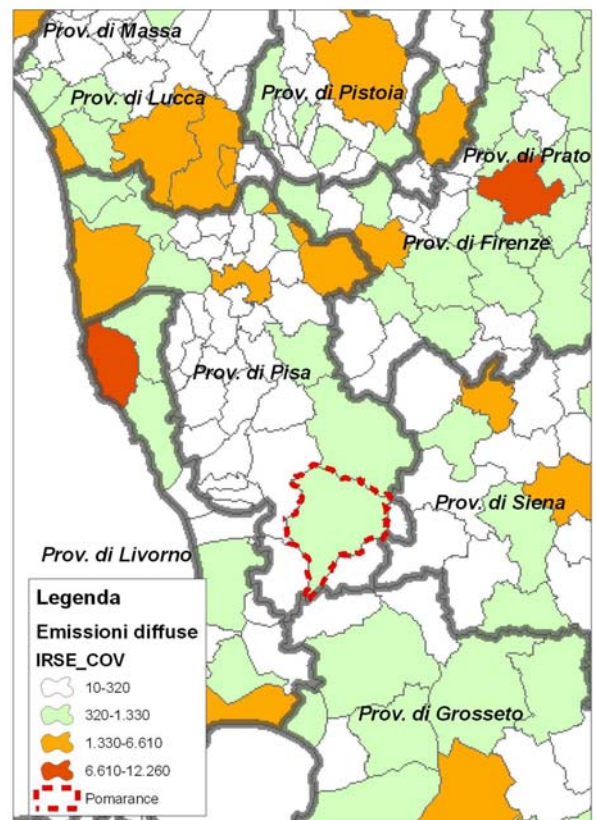 Prov. di Massa
Prov. di Lucca
Prov. di Pistoia
Prov. di Prato
Prov. di Firenze
Prov. di Pisa
Prov. di Siena
Prov. di Livorno
Prov. di Grosseto
Legenda
Emissioni diffuse
IRSE_COV
10-320
320-1.330
1.330-6.610
6.610-12.260
Pomarance